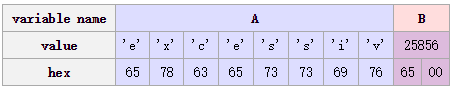 variable name A B
value 'e' 'x' 'c' 'e' 's' 's' 'i' 'v' 25856
hex 65 78 63 65 73 73 69 76 65 00